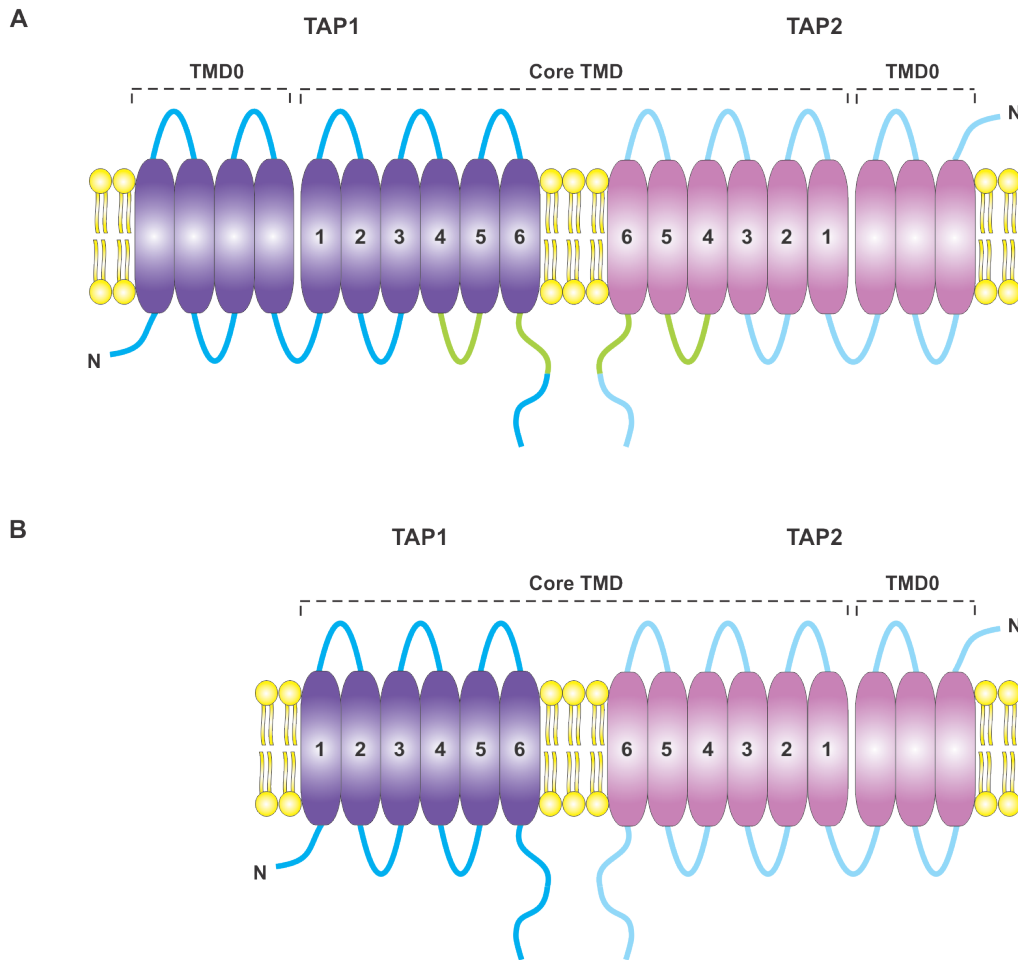 A
TAP1 TAP2
TMD0 Core TMD TMD0
N
1 2 3 4 5 6 6 5 4 3 2 1
N
B
TAP1 TAP2
Core TMD TMD0
N
1 2 3 4 5 6 6 5 4 3 2 1
N